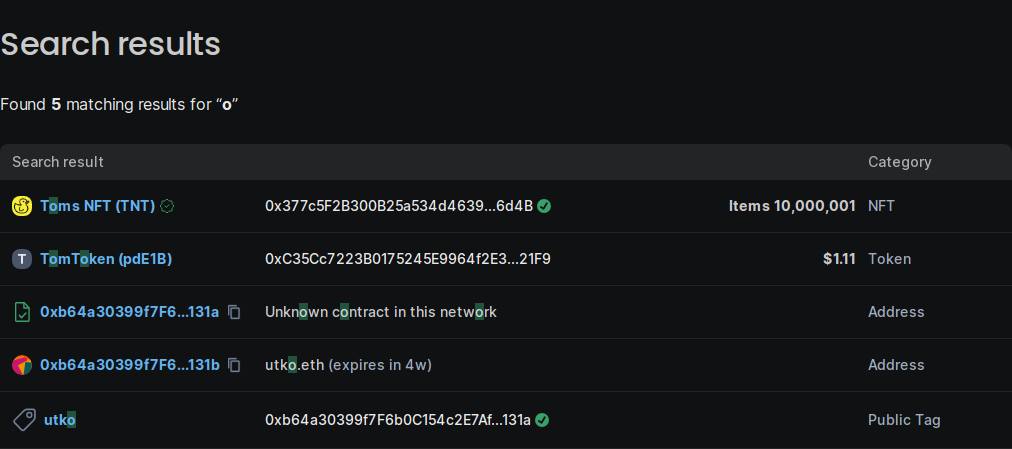 Search results
Found 5 matching results for “o”
Search result Category
Toms NFT (TNT) 0x377c5F2B300B25a534d4639...6d4B Items 10,000,001 NFT
T TomToken (pdE1B) 0xC35Cc7223B0175245E9964f2E3...21F9 $1.11 Token
0xb64a30399f7F6...131a Unknown contract in this network Address
0xb64a30399f7F6...131b utko.eth (expires in 4w) Address
utko 0xb64a30399f7F6b0C154c2E7Af...131a Public Tag